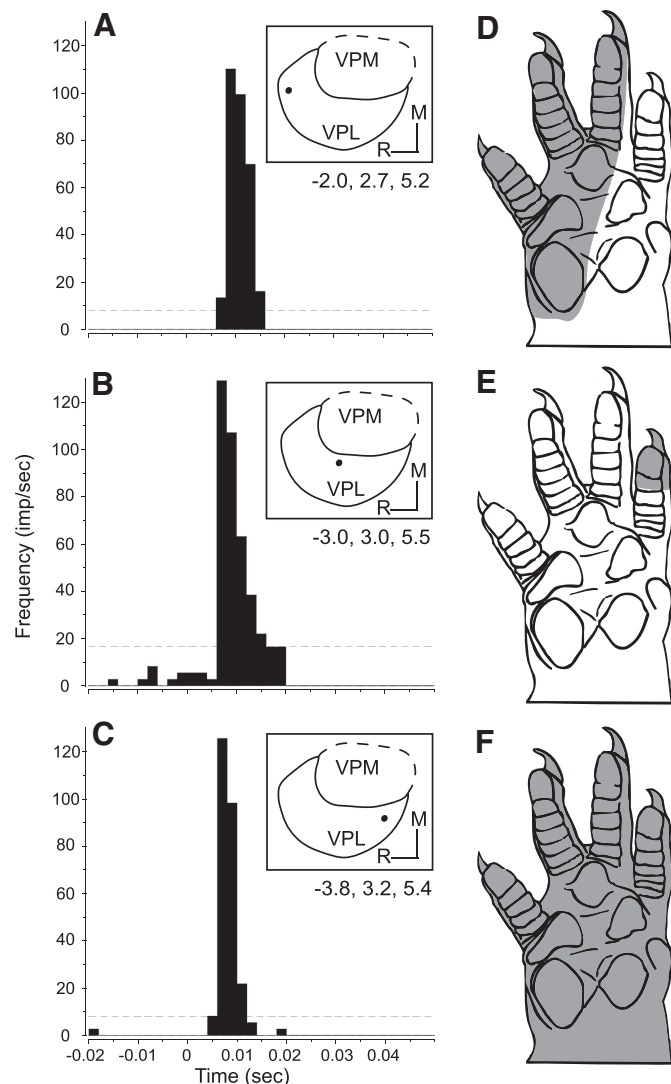 A
120
100
80
60
40
20
0
VPM
VPL
M
R
-2.0, 2.7, 5.2
D
B
120
100
80
60
40
20
0
VPM
VPL
M
R
-3.0, 3.0, 5.5
E
Frequency (imp/sec)
C
120
100
80
60
40
20
0
VPM
VPL
M
R
-3.8, 3.2, 5.4
F
-0.02 -0.01 0 0.01 0.02 0.03 0.04
Time (sec)